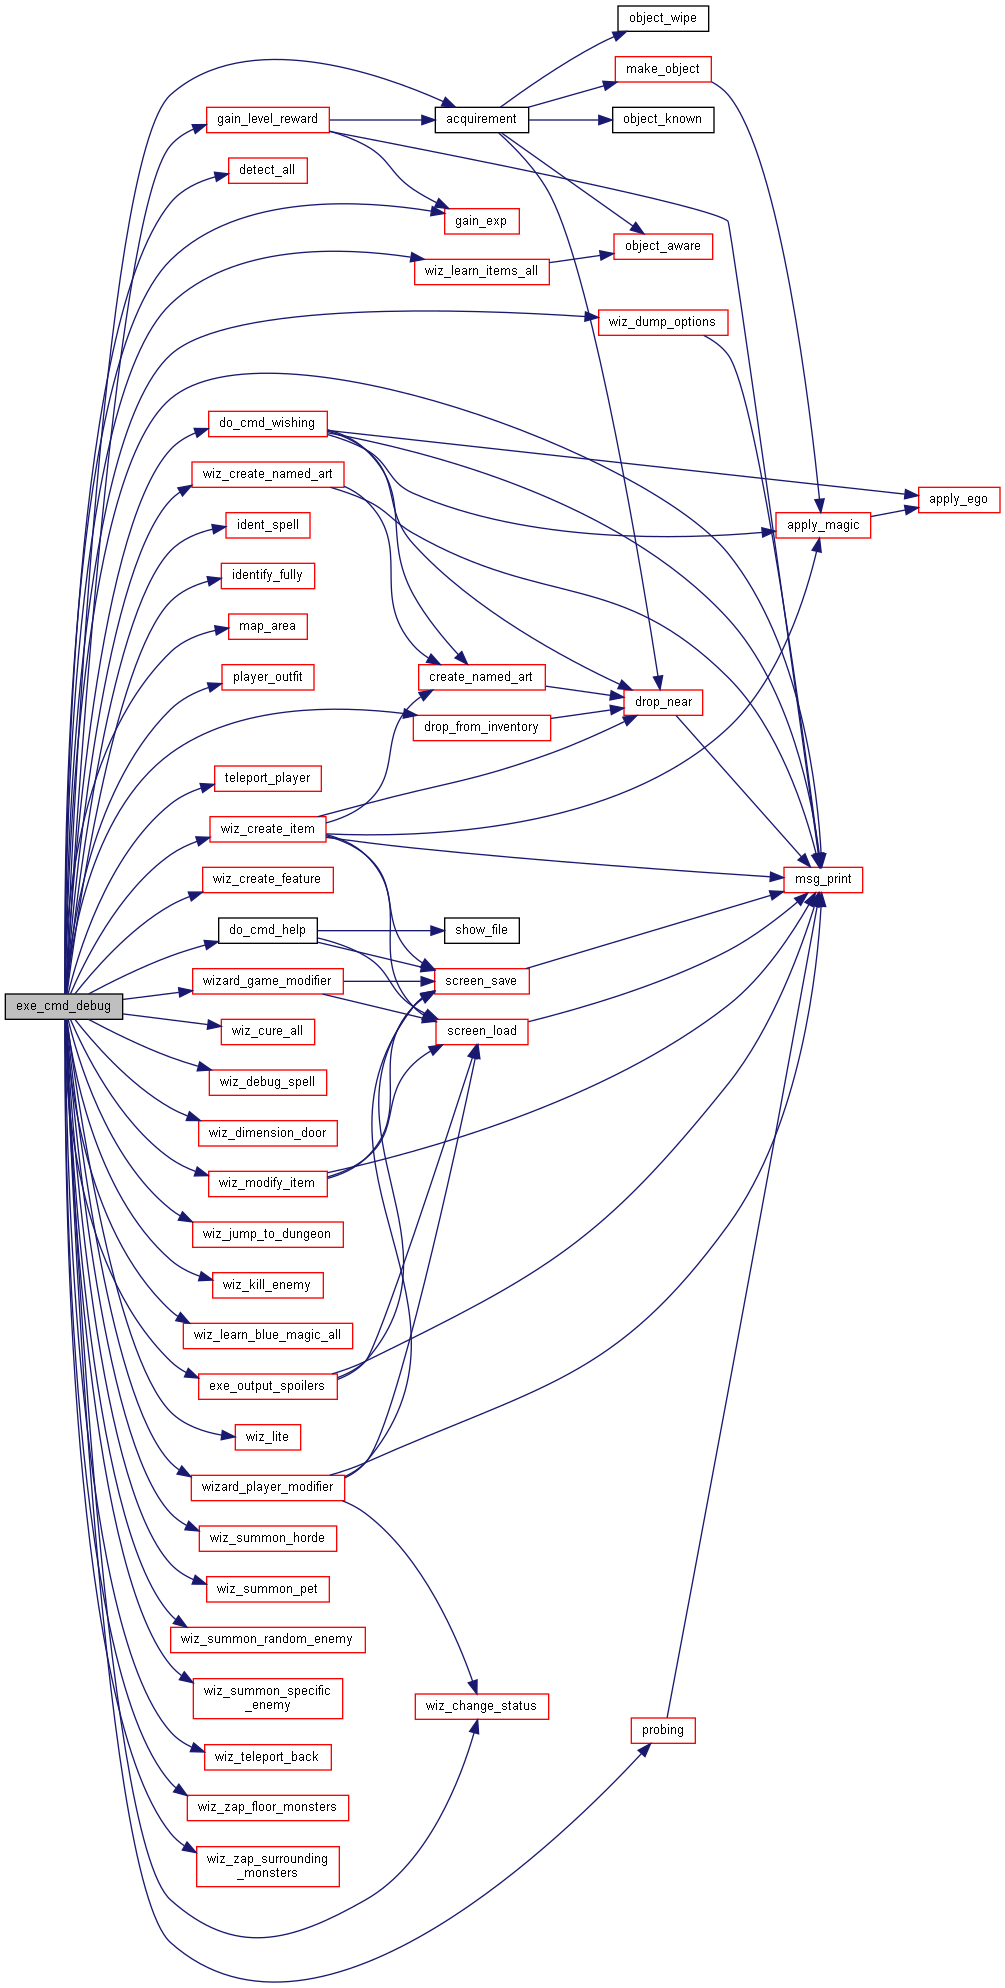 object_wipe
make_object
gain_level_reward
acquirement
object_known
detect_all
gain_exp
object_aware
wiz_learn_items_all
wiz_dump_options
do_cmd_wishing
wiz_create_named_art
apply_ego
ident_spell
apply_magic
identify_fully
map_area
player_outfit
create_named_art
drop_near
drop_from_inventory
teleport_player
wiz_create_item
wiz_create_feature
msg_print
do_cmd_help
show_file
wizard_game_modifier
screen_save
exe_cmd_debug
wiz_cure_all
screen_load
wiz_debug_spell
wiz_dimension_door
wiz_modify_item
wiz_jump_to_dungeon
wiz_kill_enemy
wiz_learn_blue_magic_all
exe_output_spoilers
wiz_lite
wizard_player_modifier
wiz_summon_horde
wiz_summon_pet
wiz_summon_random_enemy
wiz_summon_specific
_enemy
wiz_change_status
probing
wiz_teleport_back
wiz_zap_floor_monsters
wiz_zap_surrounding
_monsters